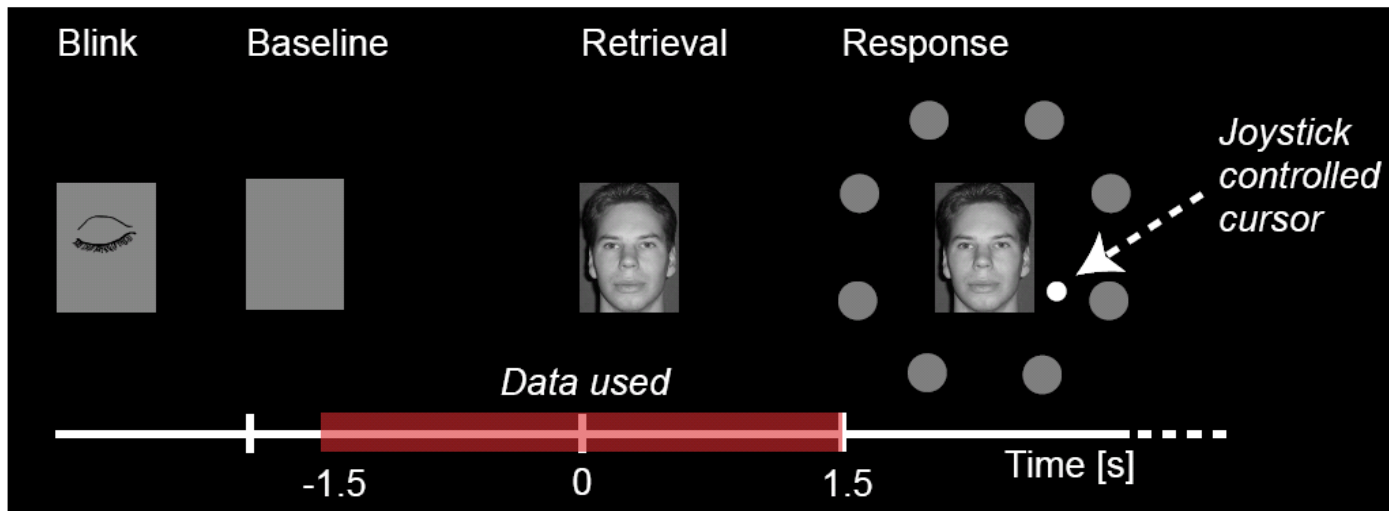 Blink
Baseline
Retrieval
Response
Joystick
controlled
cursor
Data used
-1.5
0
1.5
Time [s]